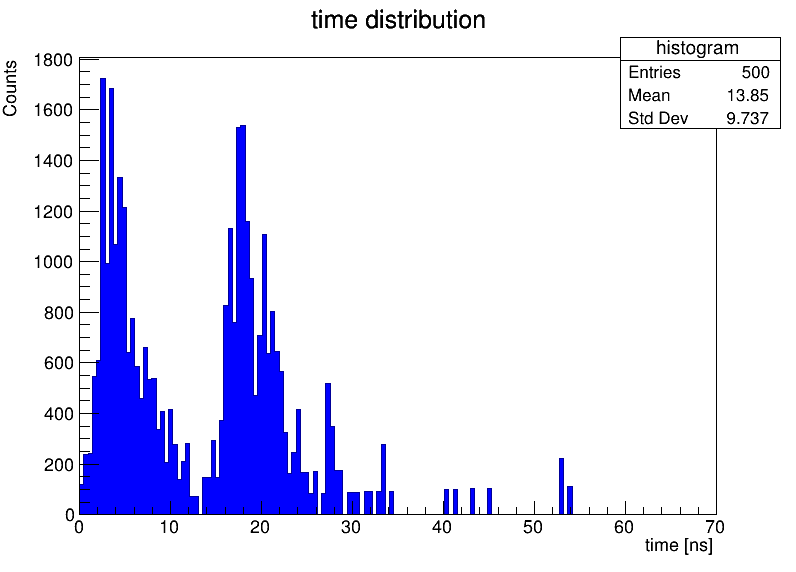 time distribution
histogram
Entries 500
Mean 13.85
Std Dev 9.737
Counts
1800
1600
1400
1200
1000
800
600
400
200
0
0 10 20 30 40 50 60 70
time [ns]